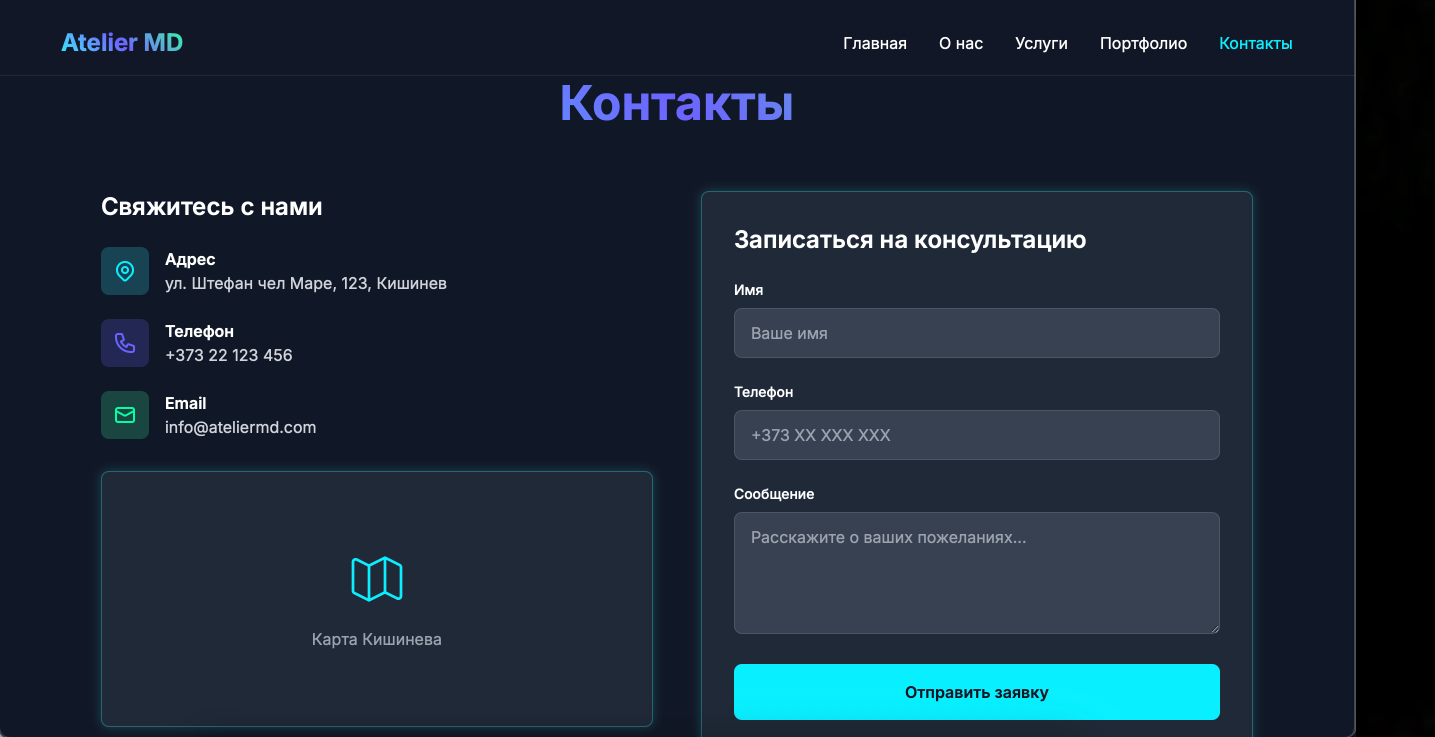 Atelier MD
Главная
О нас
Услуги
Портфолио
Контакты
Контакты
Свяжитесь с нами
Адрес
ул. Штефан чел Маре, 123, Кишинев
Телефон
+373 22 123 456
Email
info@ateliermd.com
Карта Кишинева
Записаться на консультацию
Имя
Ваше имя
Телефон
+373 XX XXX XXX
Сообщение
Расскажите о ваших пожеланиях...
Отправить заявку